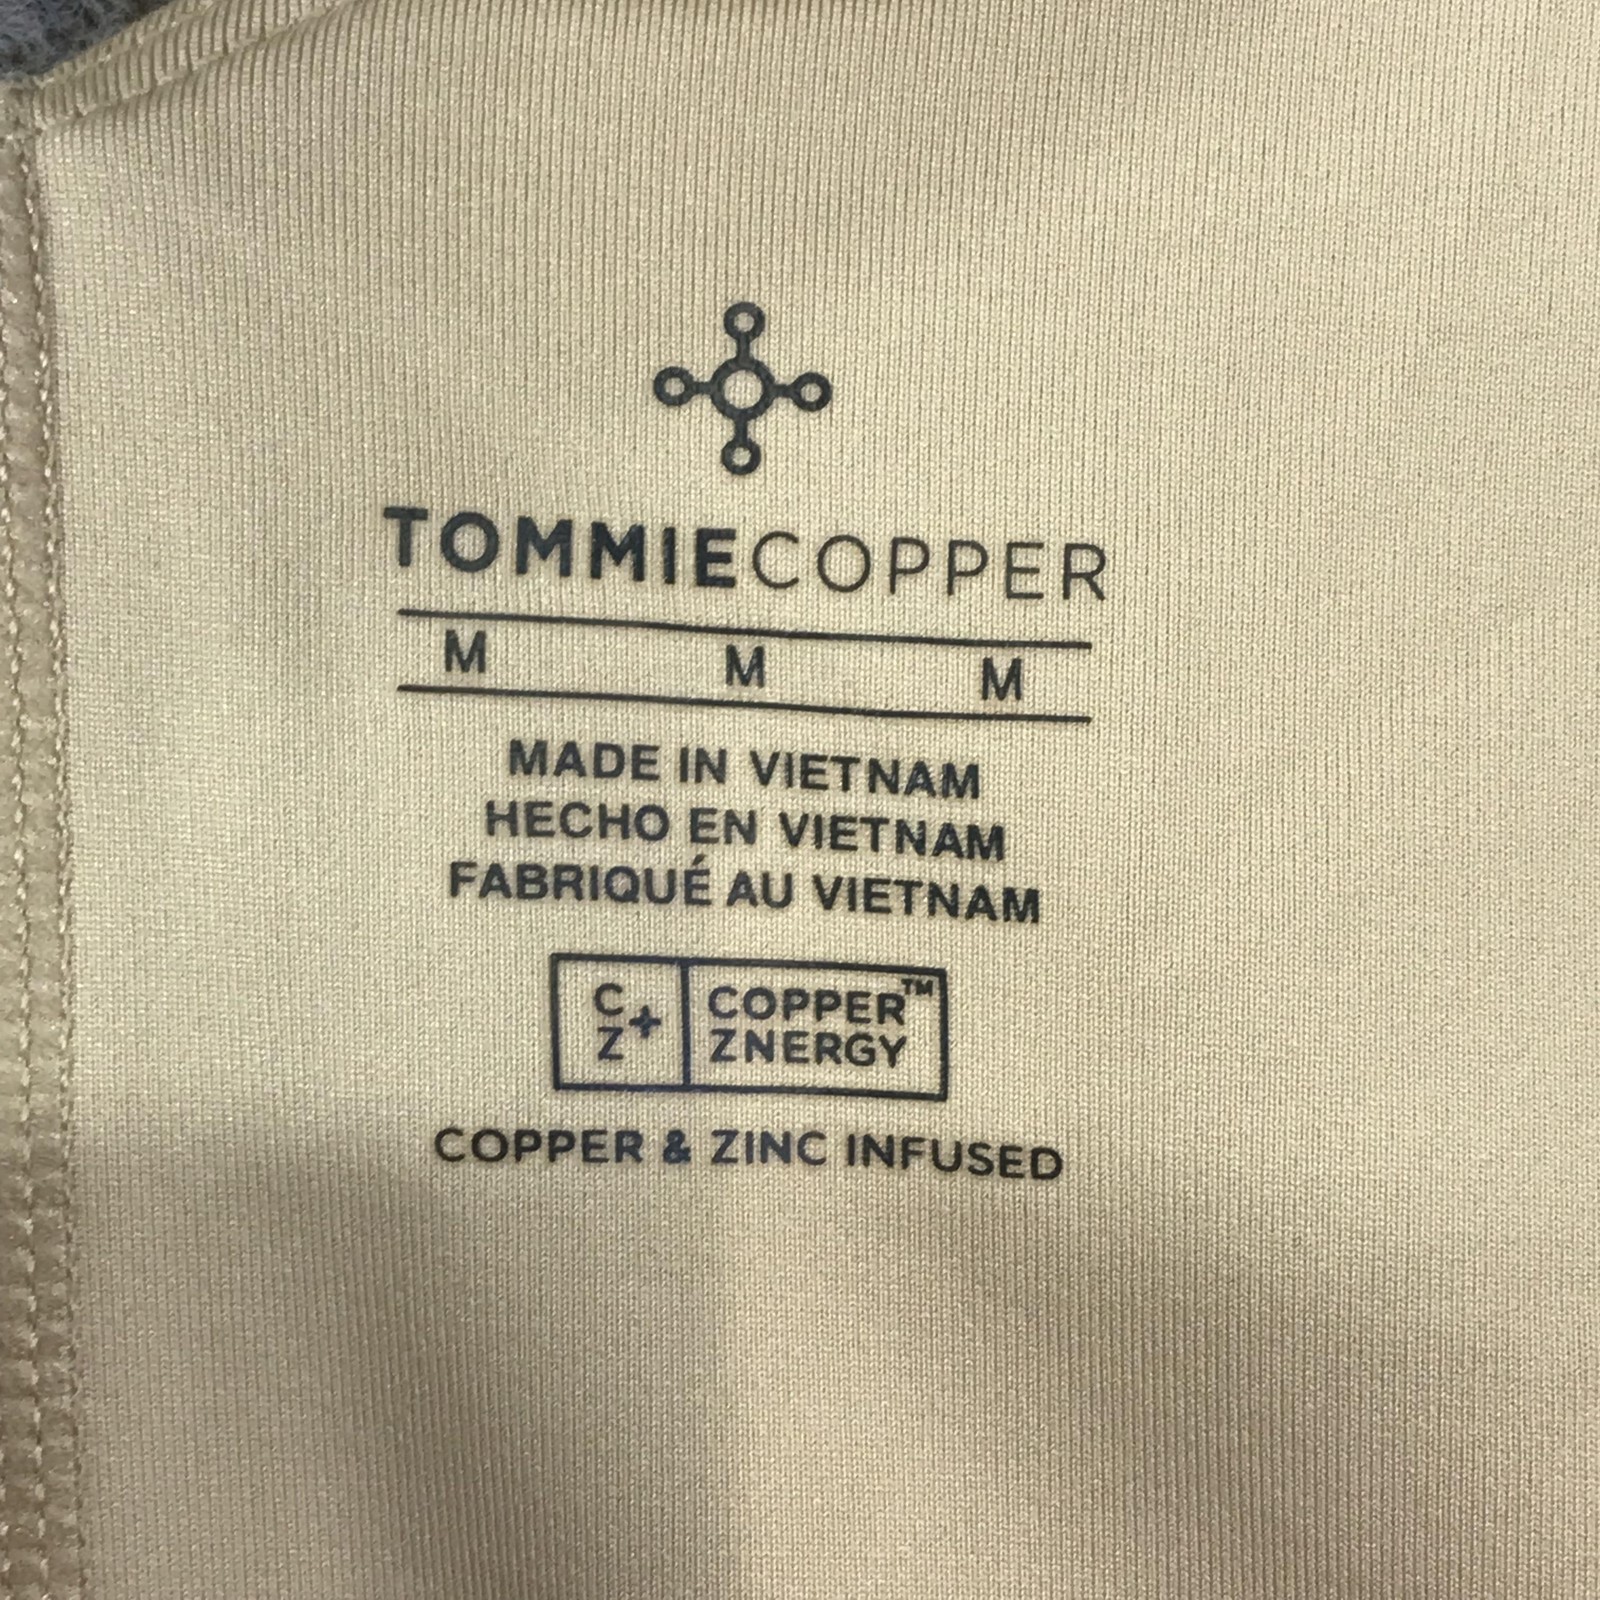 TOMMIECOPPER
M M M
MADE IN VIETNAM
HECHO EN VIETNAM
FABRIQUÉ AU VIETNAM
C + COPPER™
Z ZNERGY
COPPER & ZINC INFUSED